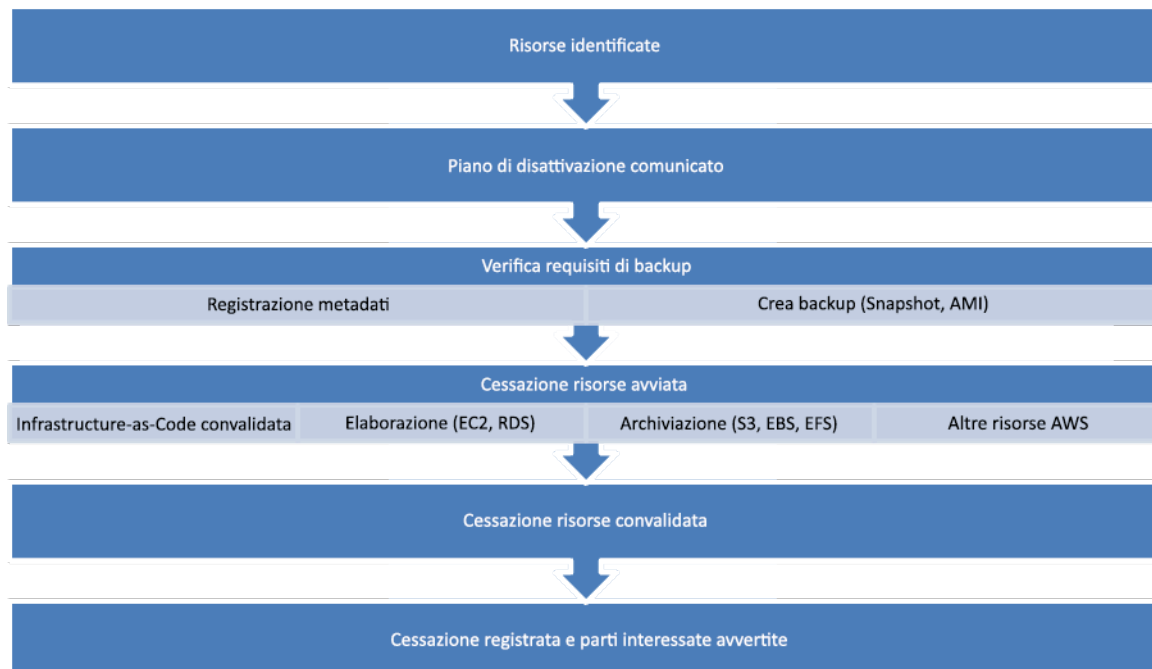 Risorse identificate
Piano di disattivazione comunicato
Verifica requisiti di backup
Registrazione metadati
Crea backup (Snapshot, AMI)
Cessazione risorse avviata
Infrastructure-as-Code convalidata
Elaborazione (EC2, RDS)
Archiviazione (S3, EBS, EFS)
Altre risorse AWS
Cessazione risorse convalidata
Cessazione registrata e parti interessate avvertite